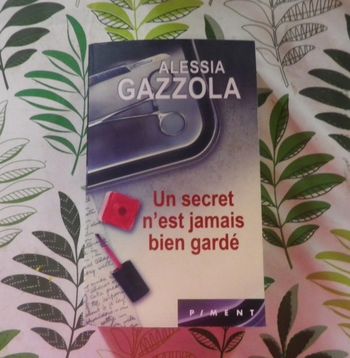 ALESSIA
GAZZOLA
Un secret
n'est jamais
bien gardé
PIMENT